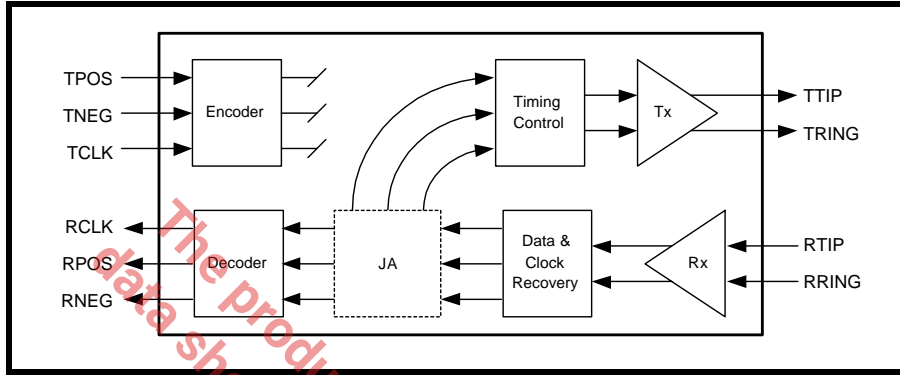 TPOS
TNEG
TCLK
Encoder
Timing
Control
Tx
TTIP
TRING
RCLK
RPOS
RNEG
Decoder
JA
Data &
Clock
Recovery
Rx
RTIP
RRING
The produ
data she